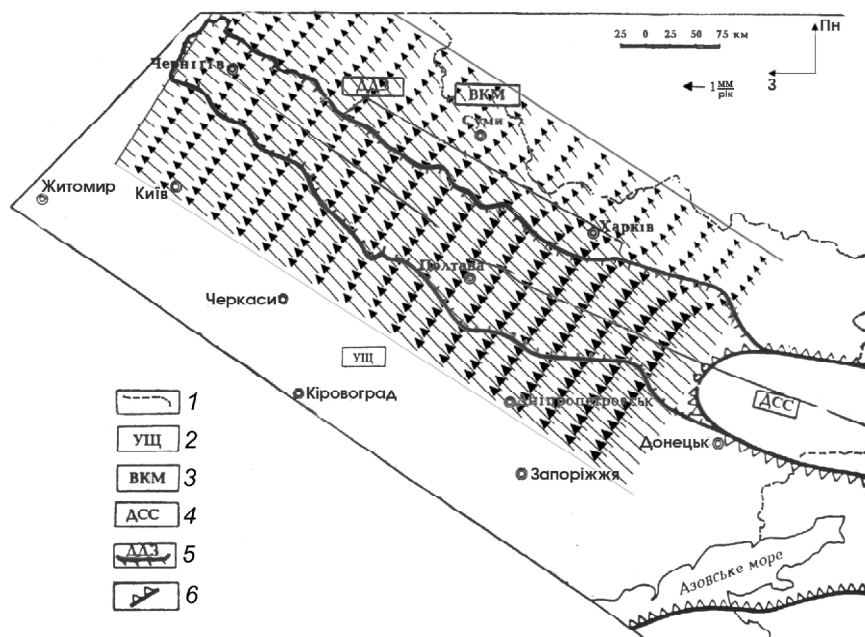 Пн
25 0 25 50 75 км
З
1 мм/рік
Чернігів
ДДЗ
ВКМ
Суми
Житомир
Київ
Харків
Полтава
Черкаси
УЩ
Кіровоград
Дніпропетровськ
ДСС
Донецьк
Запоріжжя
Азовське море
1
УЩ 2
ВКМ 3
ДСС 4
ДДЗ 5
6